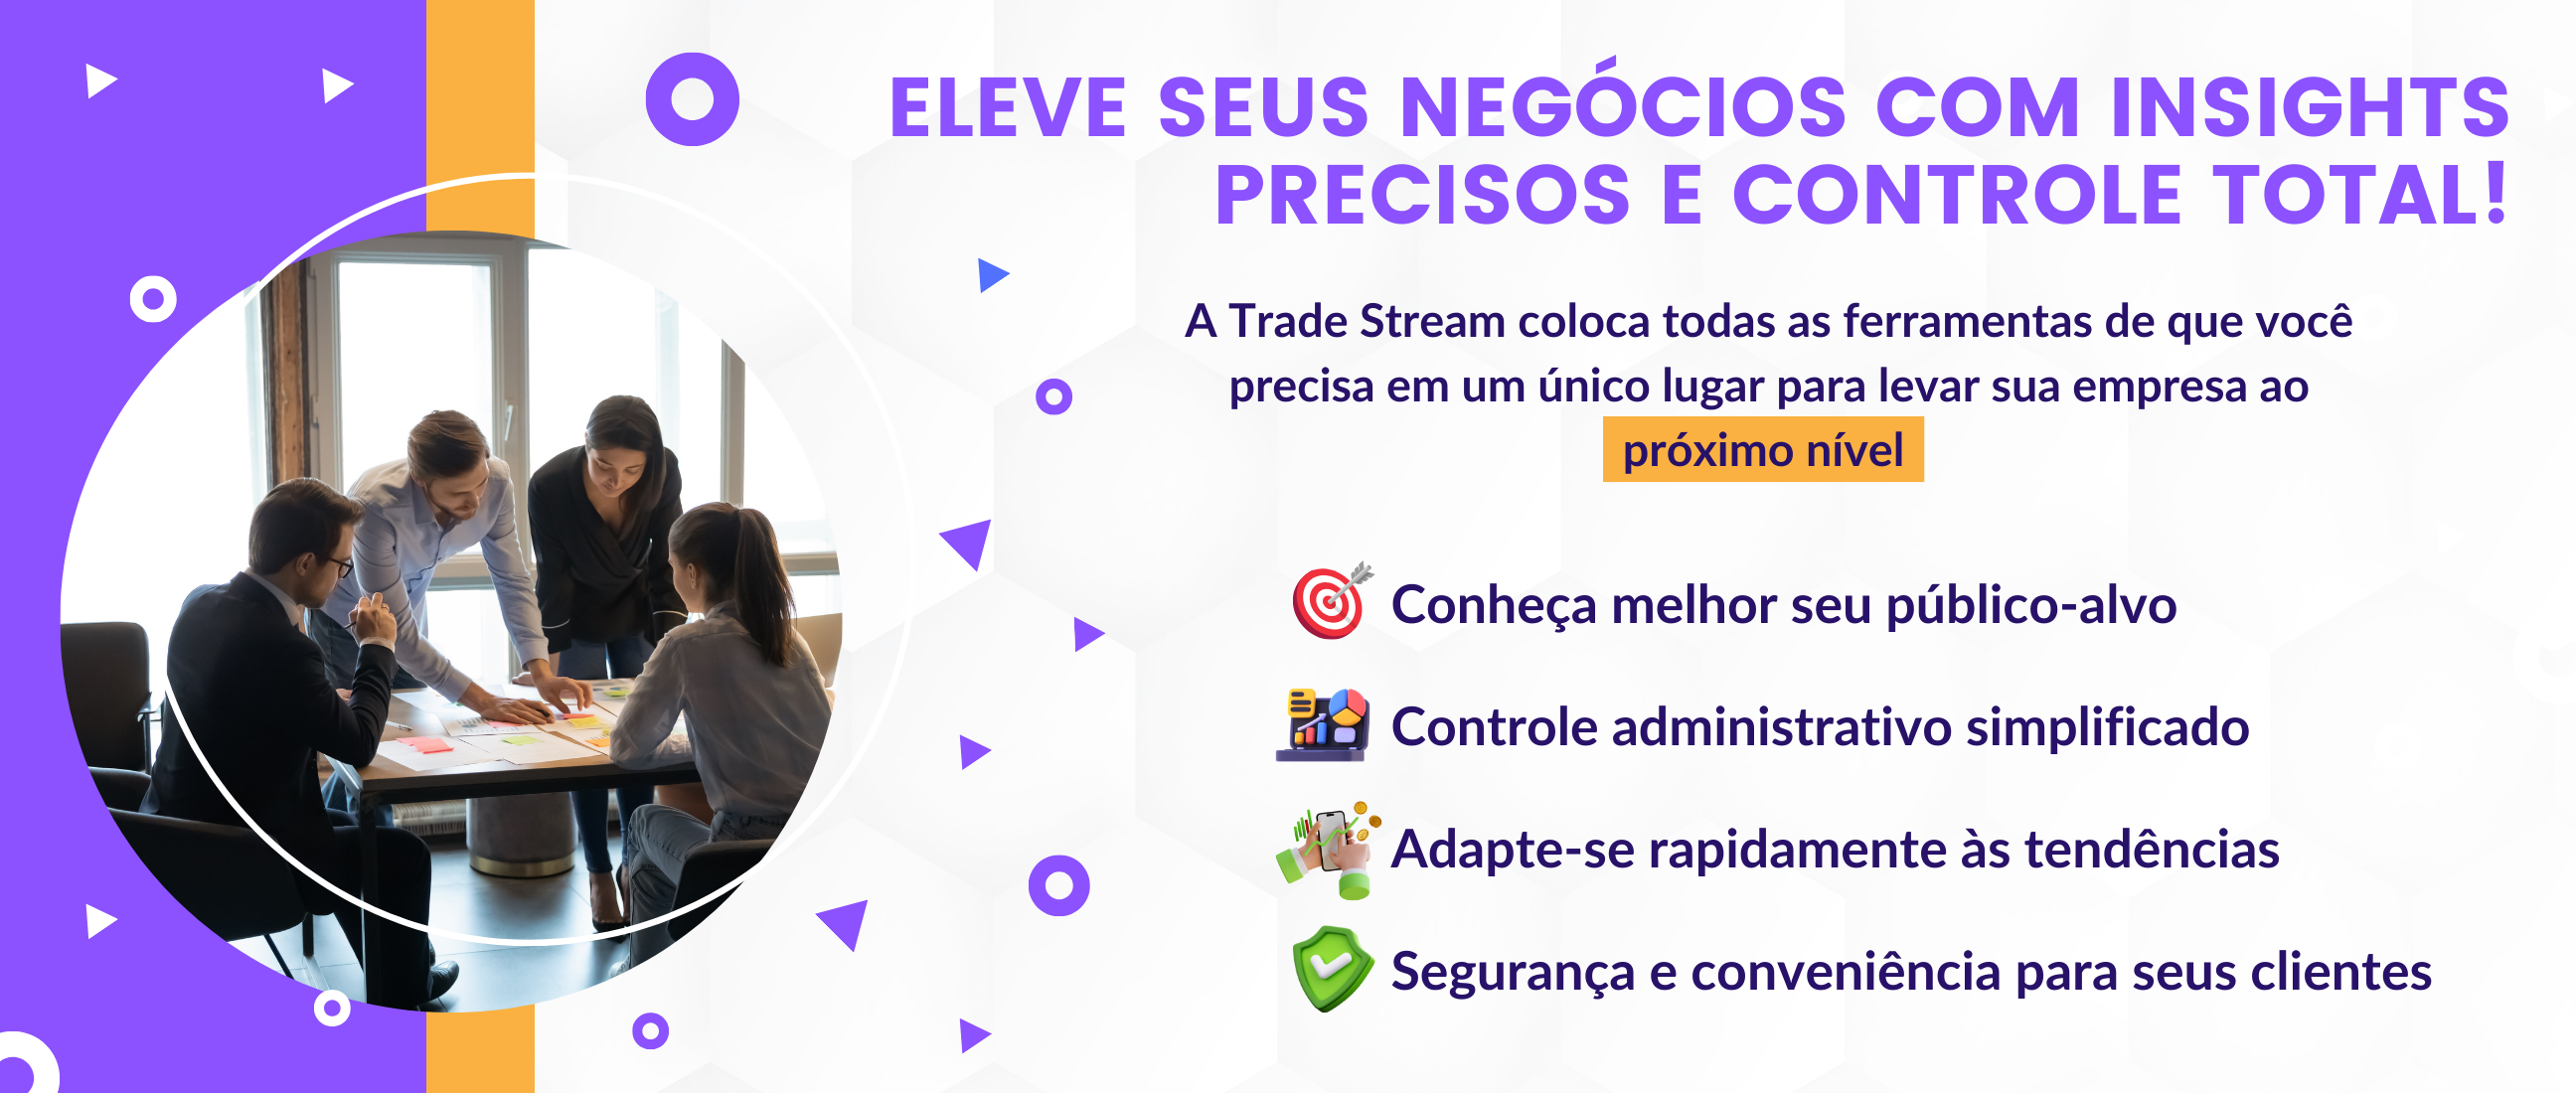 ELEVE SEUS NEGÓCIOS COM INSIGHTS
PRECISOS E CONTROLE TOTAL!
A Trade Stream coloca todas as ferramentas de que você
precisa em um único lugar para levar sua empresa ao
próximo nível
Conheça melhor seu público-alvo
Controle administrativo simplificado
Adapte-se rapidamente às tendências
Segurança e conveniência para seus clientes